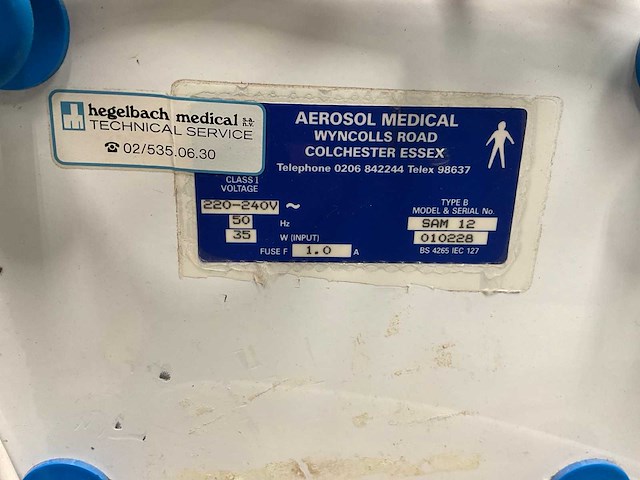 hegelbach medical s.a. n.v.
TECHNICAL SERVICE
☎ 02/535.06.30
AEROSOL MEDICAL
WYNCOLLS ROAD
COLCHESTER ESSEX
Telephone 0206 842244 Telex 98637
CLASS I
VOLTAGE
220-240V ~
50 Hz
35 W (INPUT)
FUSE F 1.0 A
TYPE B
MODEL & SERIAL No.
SAM 12
010228
BS 4265 IEC 127